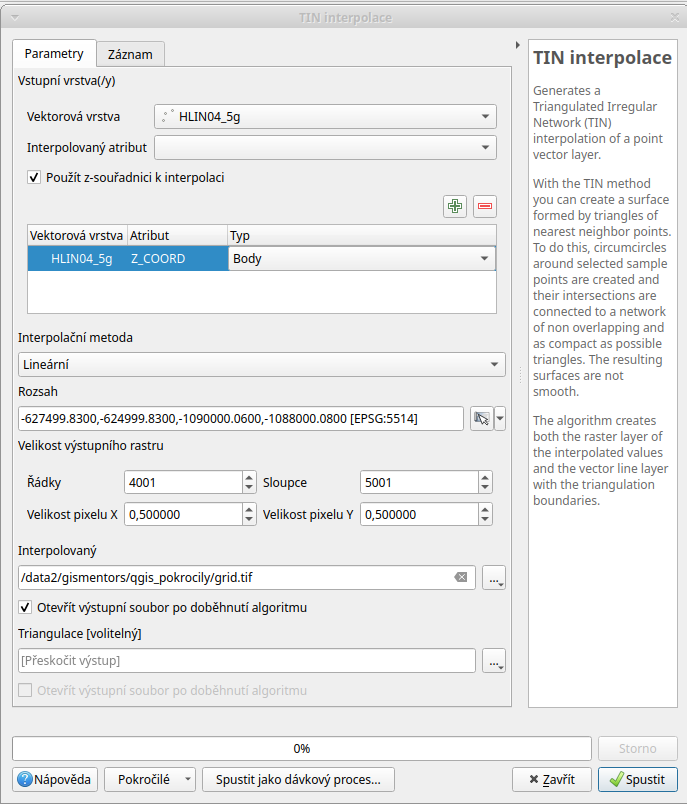 TIN interpolace
Parametry
Záznam
Vstupní vrstva(/y)
Vektorová vrstva
HLIN04_5g
Interpolovaný atribut
Použít z-souřadnici k interpolaci
Vektorová vrstva Atribut Typ
HLIN04_5g Z_COORD Body
Interpolační metoda
Lineární
Rozsah
-627499.8300,-624999.8300,-1090000.0600,-1088000.0800 [EPSG:5514]
Velikost výstupního rastru
Řádky 4001 Sloupce 5001
Velikost pixelu X 0,500000 Velikost pixelu Y 0,500000
Interpolovaný
/data2/gismentors/qgis_pokrocily/grid.tif
...
Otevřít výstupní soubor po doběhnutí algoritmu
Triangulace [volitelný]
[Přeskočit výstup]
...
Otevřít výstupní soubor po doběhnutí algoritmu
TIN interpolace
Generates a
Triangulated Irregular
Network (TIN)
interpolation of a point
vector layer.
With the TIN method
you can create a surface
formed by triangles of
nearest neighbor points.
To do this, circumcircles
around selected sample
points are created and
their intersections are
connected to a network
of non overlapping and
as compact as possible
triangles. The resulting
surfaces are not
smooth.
The algorithm creates
both the raster layer of
the interpolated values
and the vector line layer
with the triangulation
boundaries.
0%
Storno
Nápověda
Pokročilé
Spustit jako dávkový proces...
Zavřít
Spustit